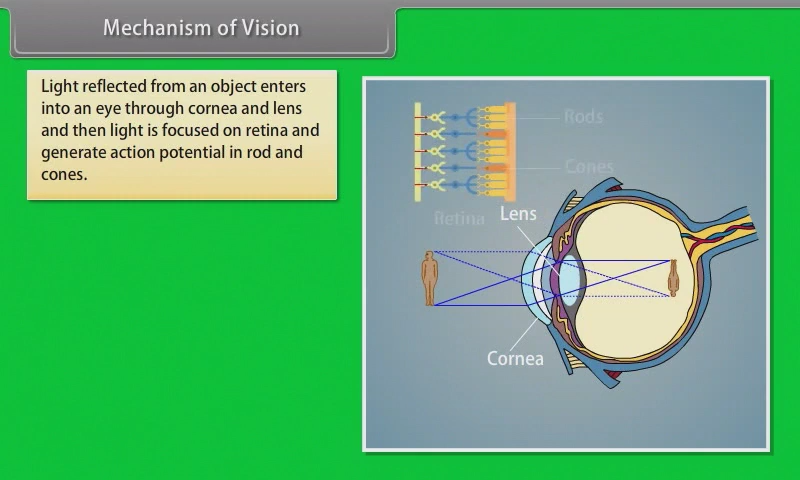 Mechanism of Vision
Light reflected from an object enters
into an eye through cornea and lens
and then light is focused on retina and
generate action potential in rod and
cones.
Rods
Cones
Retina
Lens
Cornea